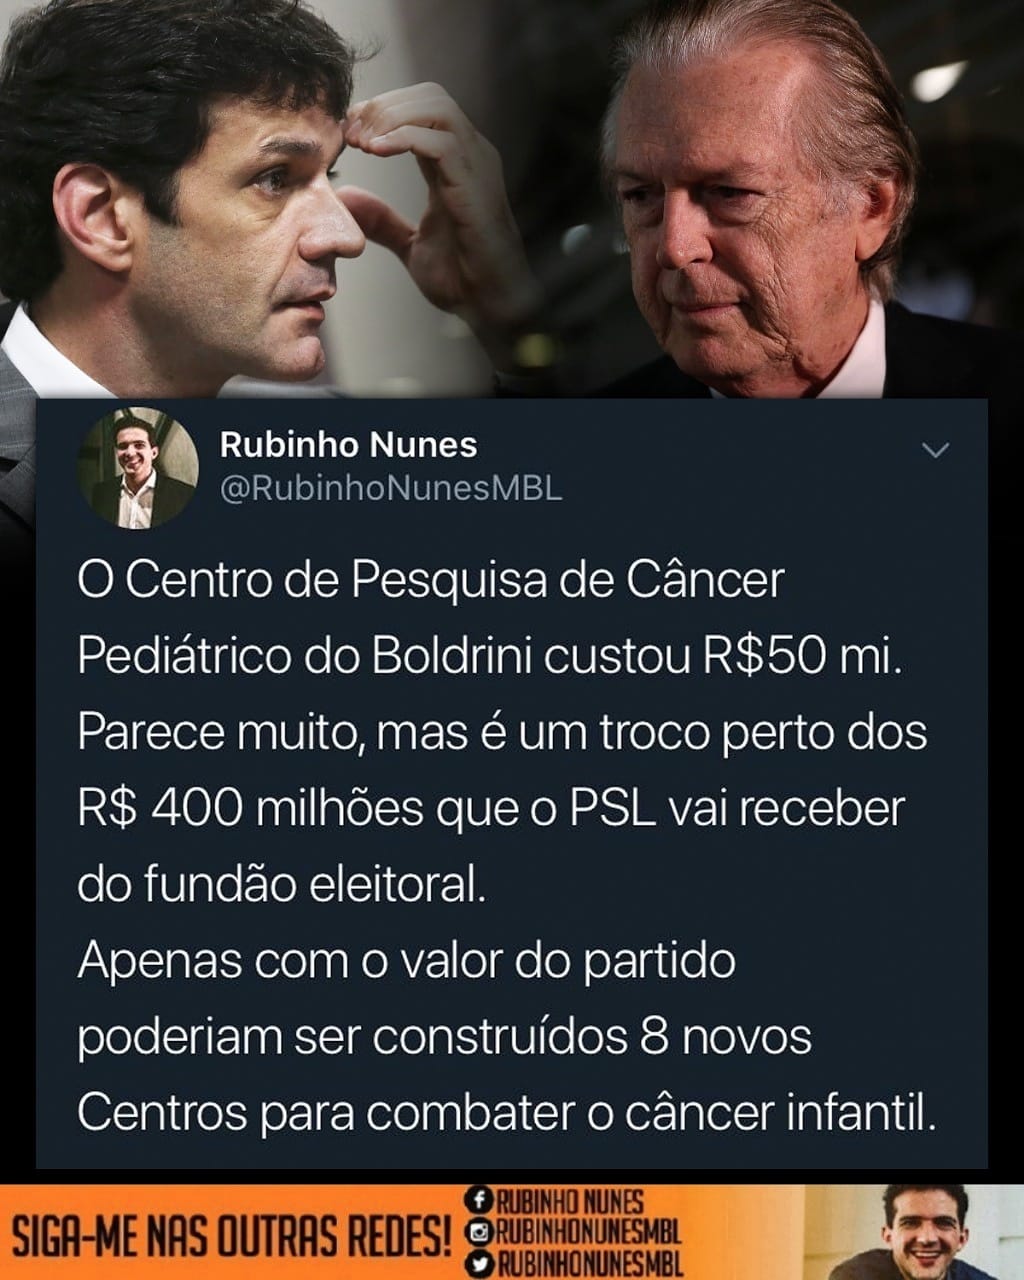 Rubinho Nunes
@RubinhoNunesMBL
O Centro de Pesquisa de Câncer
Pediátrico do Boldrini custou R$50 mi.
Parece muito, mas é um troco perto dos
R$ 400 milhões que o PSL vai receber
do fundão eleitoral.
Apenas com o valor do partido
poderiam ser construídos 8 novos
Centros para combater o câncer infantil.
SIGA-ME NAS OUTRAS REDES!
RUBINHO NUNES
RUBINHONUNESMBL
RUBINHONUNESMBL